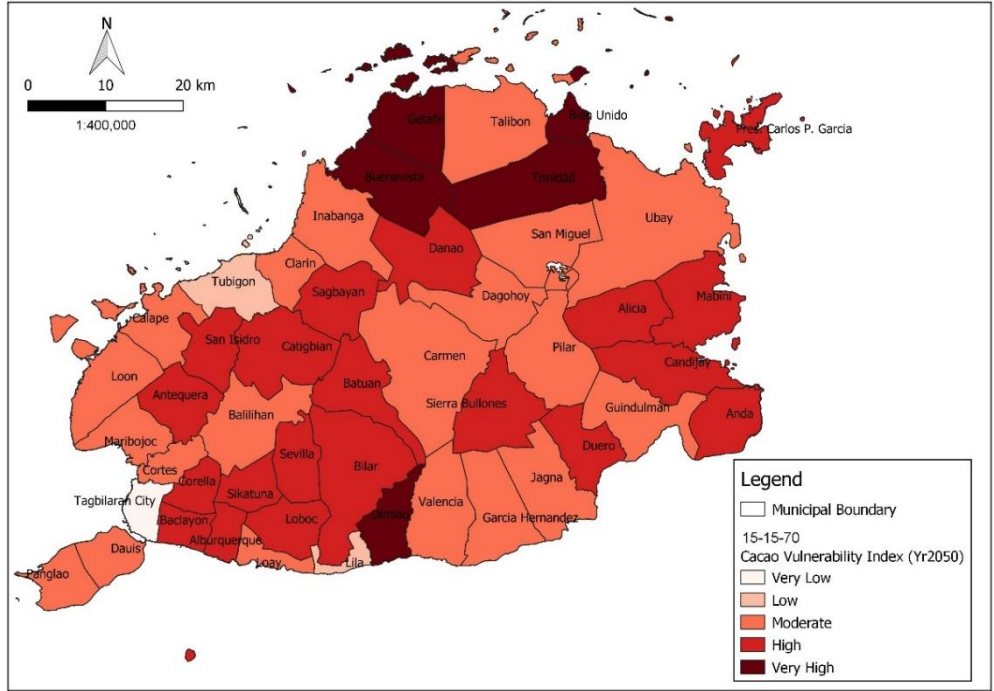 N
0 10 20 km
1:400,000
Getafe
Talibon
Bien Unido
Pres. Carlos P. Garcia
Buenavista
Trinidad
Inabanga
Ubay
San Miguel
Danao
Clarin
Tubigon
Sagbayan
Dagohoy
Mabini
Alicia
Calape
San Isidro
Catigbian
Carmen
Pilar
Candijay
Loon
Batuan
Antequera
Sierra Bullones
Guindulman
Balilihan
Anda
Maribojoc
Duero
Sevilla
Bilar
Cortes
Corella
Jagna
Sikatuna
Tagbilaran City
Valencia
Dimiao
Garcia Hernandez
Baclayon
Loboc
Alburquerque
Dauis
Loay
Lila
Panglao
Legend
Municipal Boundary
15-15-70
Cacao Vulnerability Index (Yr2050)
Very Low
Low
Moderate
High
Very High